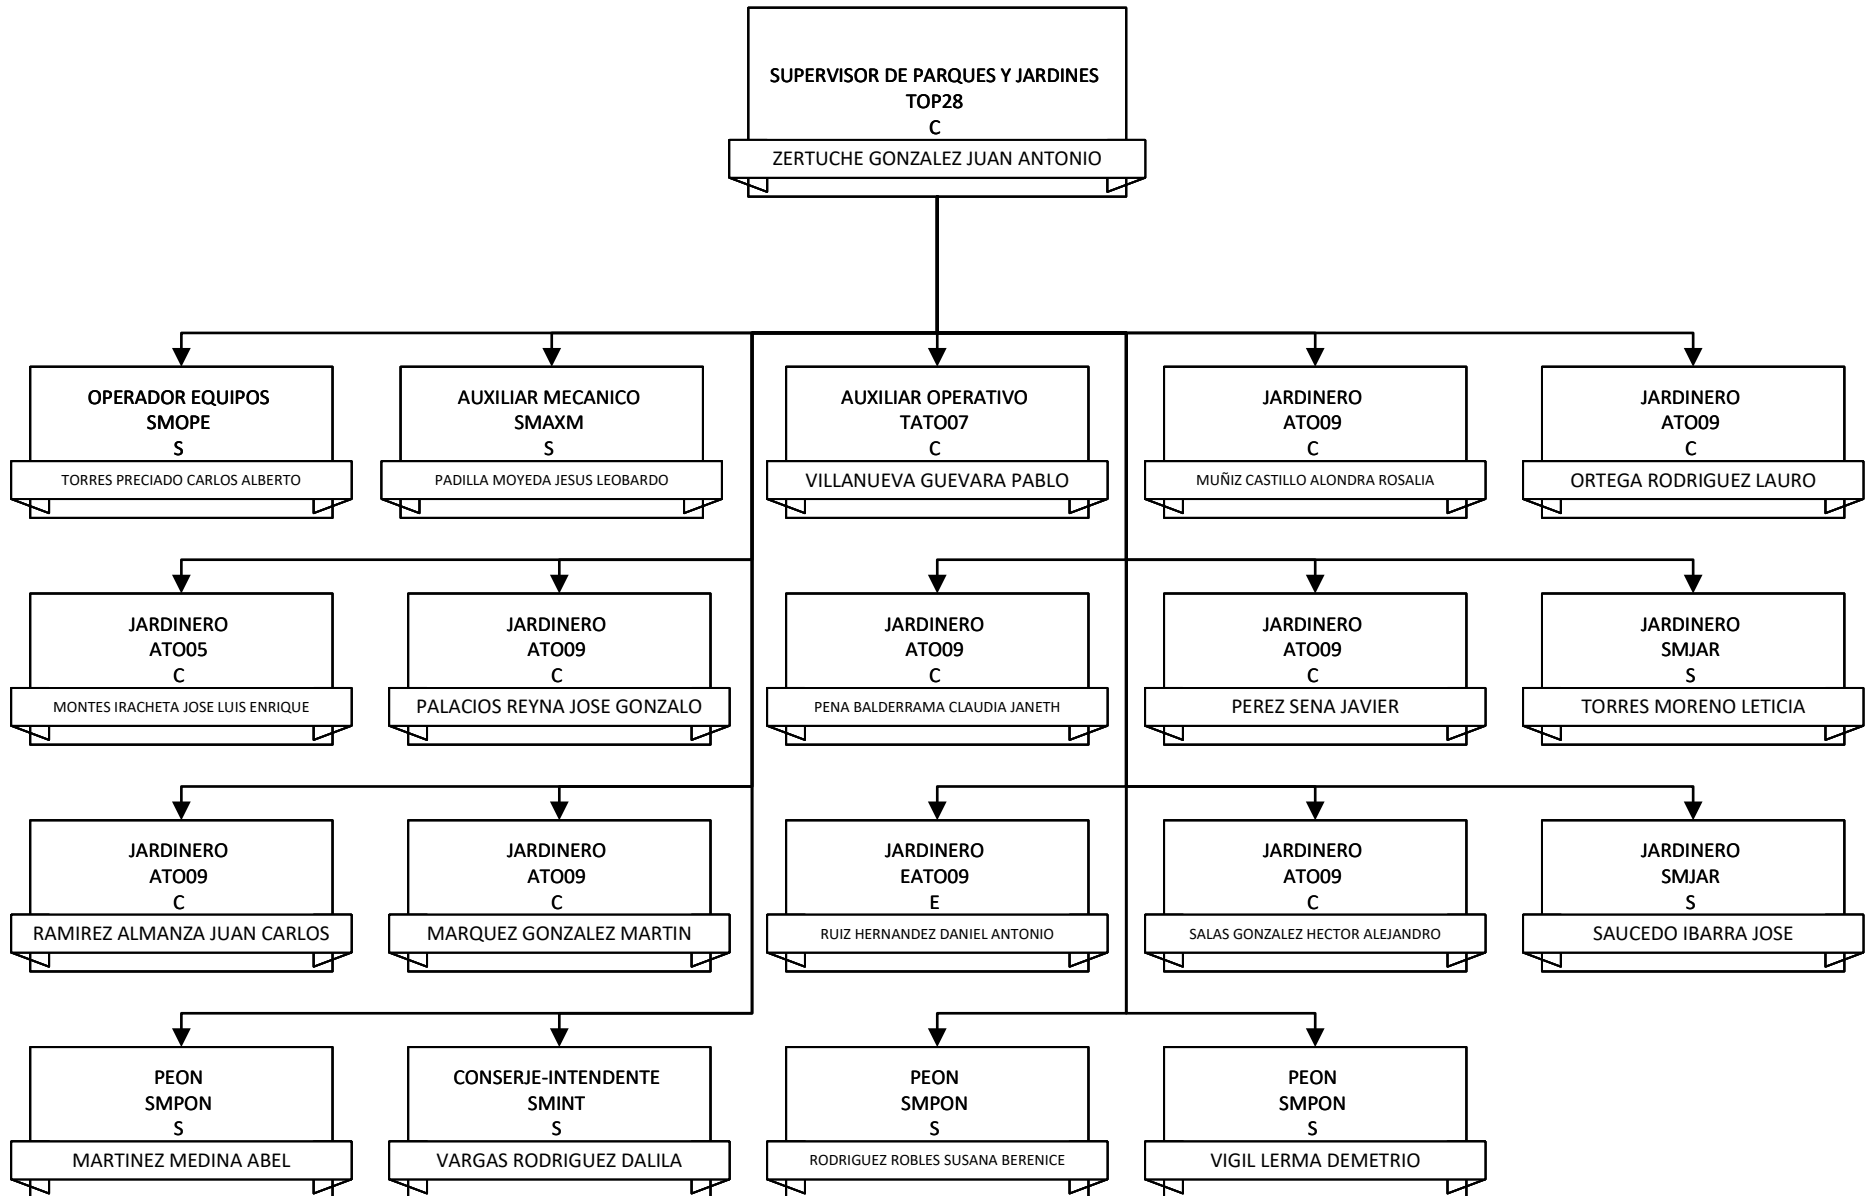 SUPERVISOR DE PARQUES Y JARDINES
TOP28
C
ZERTUCHE GONZALEZ JUAN ANTONIO
OPERADOR EQUIPOS
SMOPE
S
TORRES PRECIADO CARLOS ALBERTO
AUXILIAR MECANICO
SMAXM
S
PADILLA MOYEDA JESUS LEOBARDO
AUXILIAR OPERATIVO
TATO07
C
VILLANUEVA GUEVARA PABLO
JARDINERO
ATO09
C
MUÑIZ CASTILLO ALONDRA ROSALIA
JARDINERO
ATO09
C
ORTEGA RODRIGUEZ LAURO
JARDINERO
ATO05
C
MONTES IRACHETA JOSE LUIS ENRIQUE
JARDINERO
ATO09
C
PALACIOS REYNA JOSE GONZALO
JARDINERO
ATO09
C
PENA BALDERRAMA CLAUDIA JANETH
JARDINERO
ATO09
C
PEREZ SENA JAVIER
JARDINERO
SMJAR
S
TORRES MORENO LETICIA
JARDINERO
ATO09
C
RAMIREZ ALMANZA JUAN CARLOS
JARDINERO
ATO09
C
MARQUEZ GONZALEZ MARTIN
JARDINERO
EATO09
E
RUIZ HERNANDEZ DANIEL ANTONIO
JARDINERO
ATO09
C
SALAS GONZALEZ HECTOR ALEJANDRO
JARDINERO
SMJAR
S
SAUCEDO IBARRA JOSE
PEON
SMPON
S
MARTINEZ MEDINA ABEL
CONSERJE-INTENDENTE
SMINT
S
VARGAS RODRIGUEZ DALILA
PEON
SMPON
S
RODRIGUEZ ROBLES SUSANA BERENICE
PEON
SMPON
S
VIGIL LERMA DEMETRIO